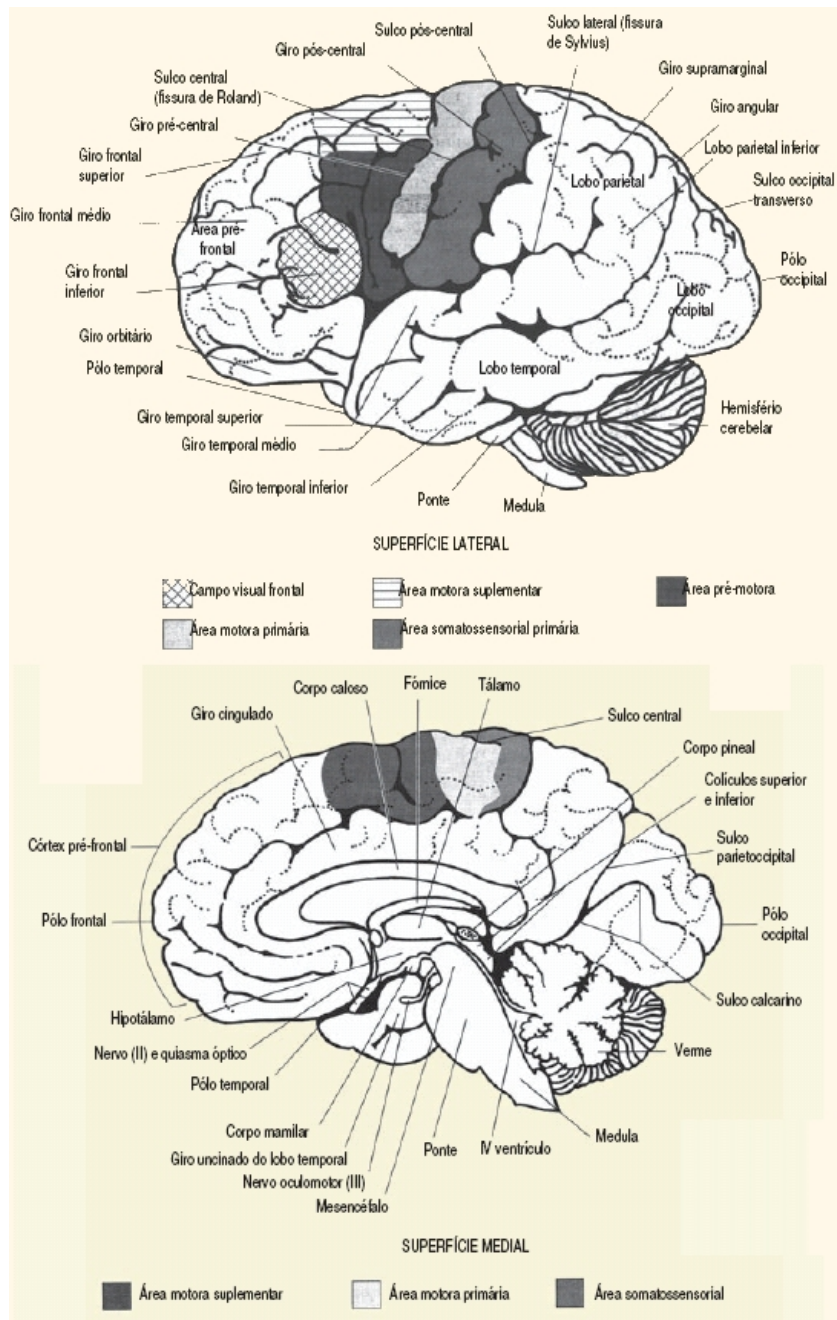 Sulco pós-central
Giro pós-central
Sulco lateral (fissura
de Sylvius)
Sulco central
(fissura de Roland)
Giro supramarginal
Giro pré-central
Giro angular
Giro frontal
superior
Lobo parietal inferior
Lobo parietal
Sulco occipital
transverso
Giro frontal médio
Área pré-
frontal
Giro frontal
inferior
Pólo
occipital
Lobo
occipital
Giro orbitário
Pólo temporal
Lobo temporal
Giro temporal superior
Hemisfério
cerebelar
Giro temporal mèdio
Giro temporal inferior
Ponte
Medula
SUPERFÍCIE LATERAL
Campo visual frontal
Área motora suplementar
Área pré-motora
Área motora primária
Área somatossensorial primária
Corpo caloso
Fómice
Tálamo
Giro cingulado
Sulco central
Corpo pineal
Colículos superior
e inferior
Córtex pré-frontal
Sulco
parietoccipital
Pólo frontal
Pólo
occipital
Hipotálamo
Sulco calcarino
Nervo (II) e quiasma óptico
Verme
Pólo temporal
Corpo mamilar
Medula
Giro uncinado do lobo temporal
Ponte
IV ventrículo
Nervo oculomotor (III)
Mesencéfalo
SUPERFÍCIE MEDIAL
Área motora suplementar
Área motora primária
Área somatossensorial